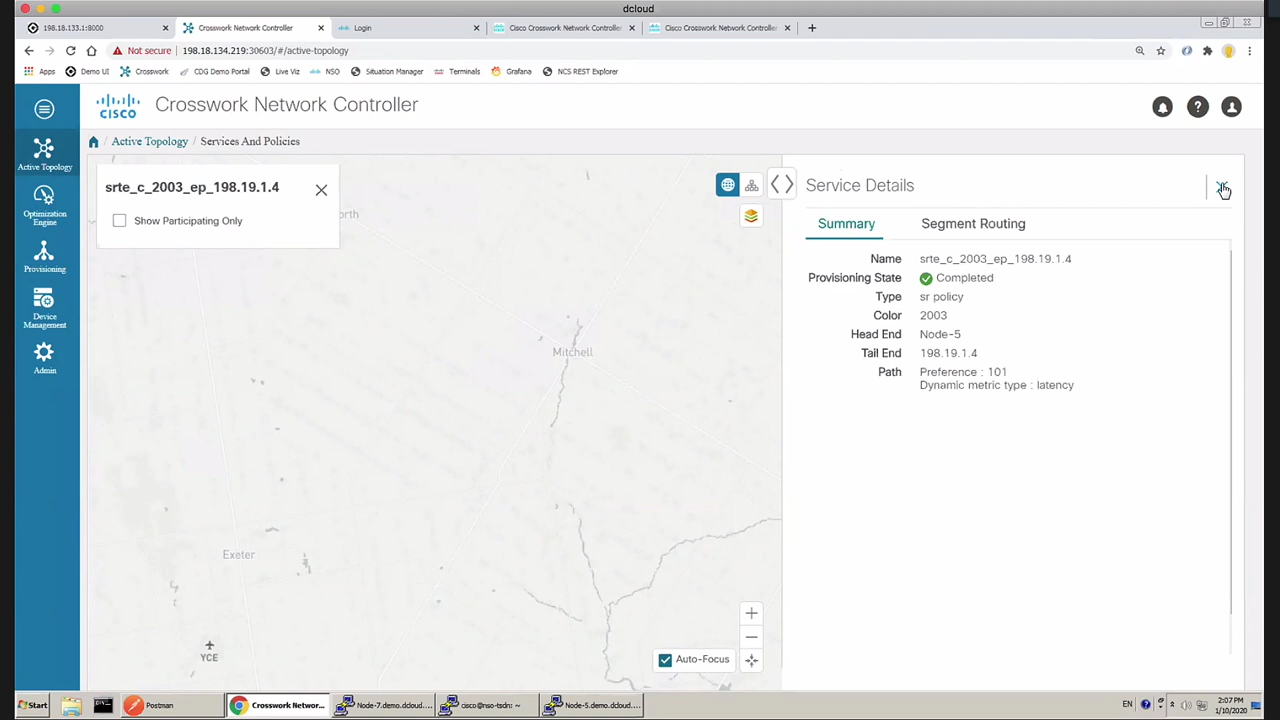 dcloud
198.18.133.1:8000
Crosswork Network Controller
Login
Cisco Crosswork Network Controller
Cisco Crosswork Network Controller
Not secure
198.18.134.219:30603/#/active-topology
Apps
Demo UI
Crosswork
CDG Demo Portal
Live Viz
NSO
Situation Manager
Terminals
Grafana
NCS REST Explorer
CISCO
Crosswork Network Controller
Active Topology / Services And Policies
Active Topology
Optimization
Engine
Provisioning
Device
Management
Admin
srte_c_2003_ep_198.19.1.4
Show Participating Only
orth
Mitchell
Exeter
YCE
Auto-Focus
Service Details
Summary
Segment Routing
Name srte_c_2003_ep_198.19.1.4
Provisioning State Completed
Type sr policy
Color 2003
Head End Node-5
Tail End 198.19.1.4
Path Preference : 101
Dynamic metric type : latency
Start
Postman
Crosswork Networ...
Node-7.demo.dcloud....
cisco@nso-tsdn: ~
Node-5.demo.dcloud....
EN
2:07 PM
1/10/2020